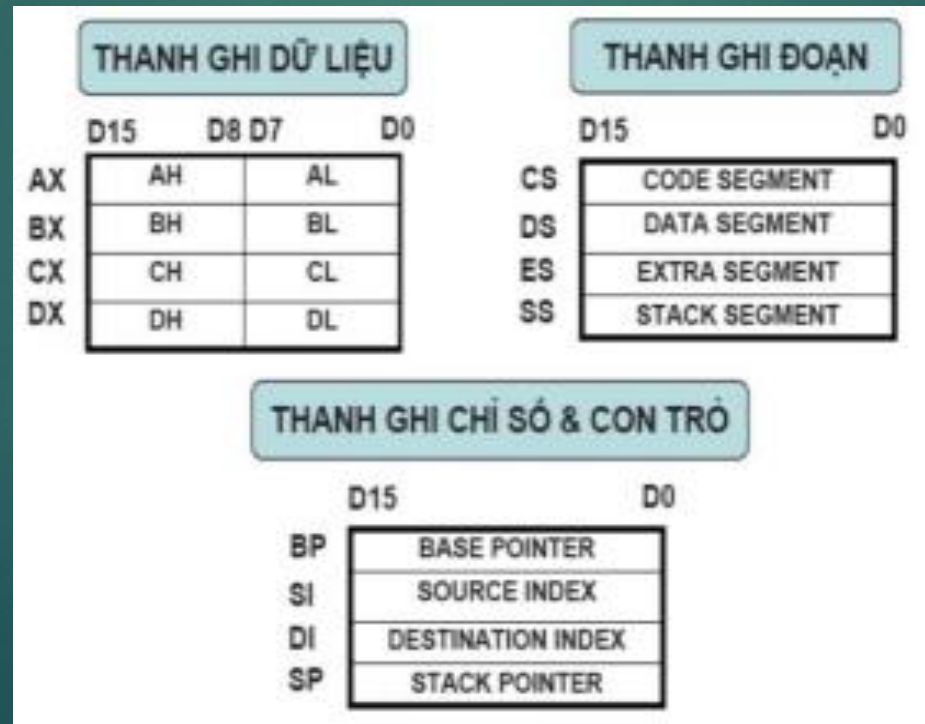 THANH GHI DỮ LIỆU
D15 D8 D7 D0
AX AH AL
BX BH BL
CX CH CL
DX DH DL
THANH GHI ĐOẠN
D15 D0
CS CODE SEGMENT
DS DATA SEGMENT
ES EXTRA SEGMENT
SS STACK SEGMENT
THANH GHI CHỈ SỐ & CON TRỎ
D15 D0
BP BASE POINTER
SI SOURCE INDEX
DI DESTINATION INDEX
SP STACK POINTER